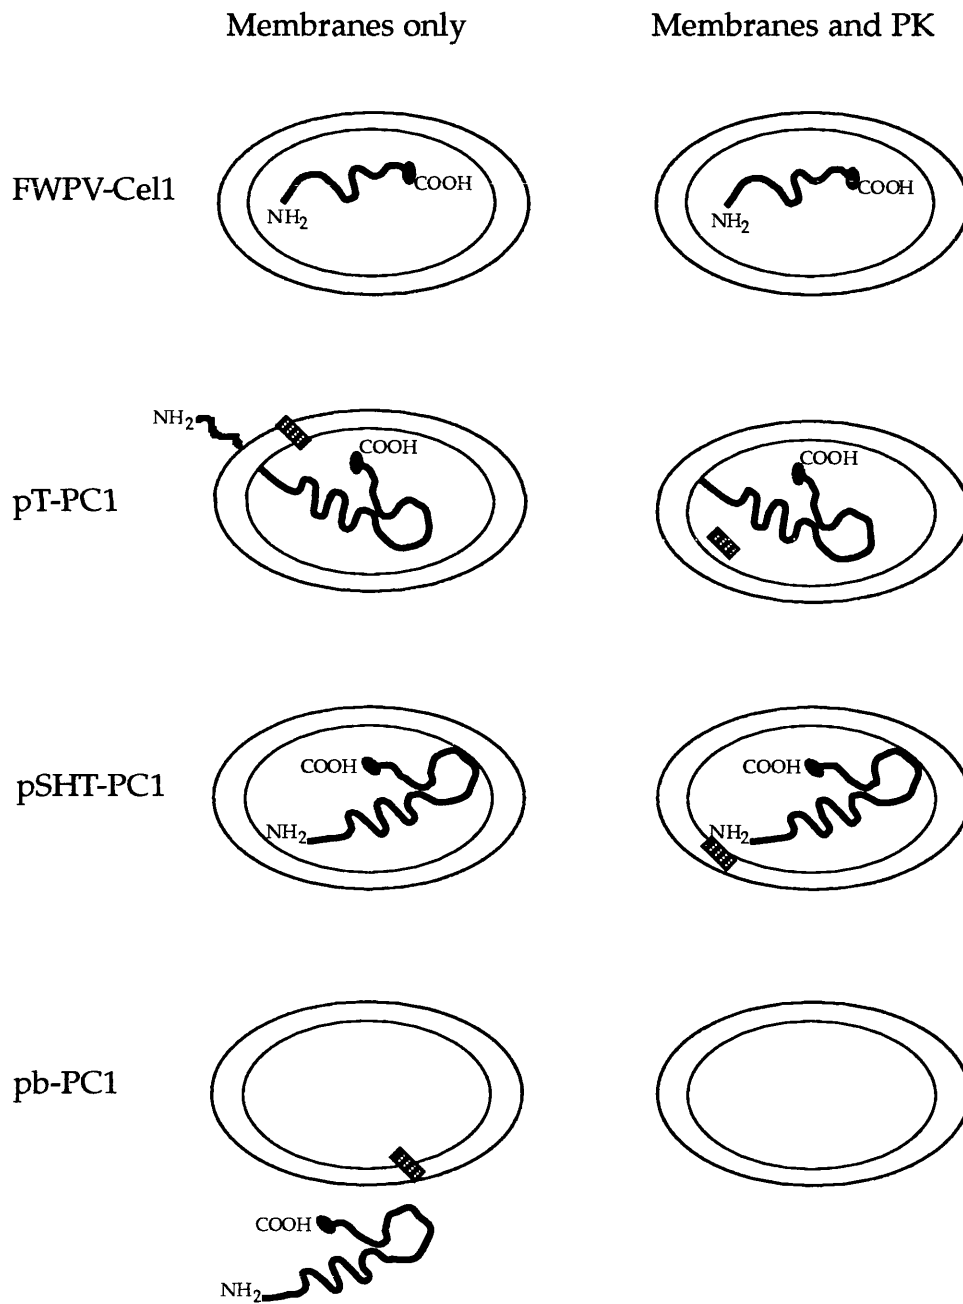 Membranes only Membranes and PK
FWPV-Cel1
COOH
NH2
COOH
NH2
pT-PC1
NH2
COOH
COOH
pSHT-PC1
COOH
NH2
COOH
NH2
pb-PC1
COOH
NH2